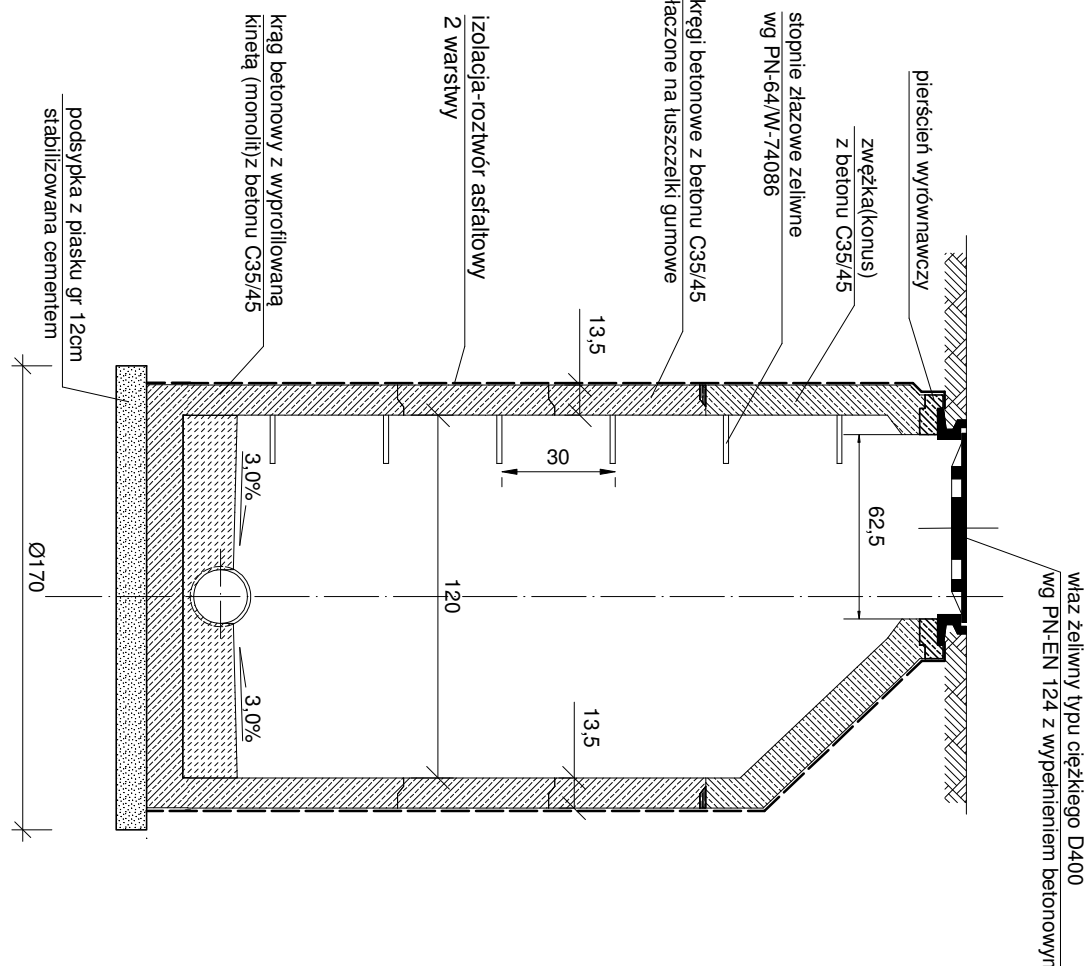 właz żeliwny typu ciężkiego D400
wg PN-EN 124 z wypełnieniem betonowym
pierścień wyrównawczy
zwężka(konus)
z betonu C35/45
stopnie złazowe zeliwne
wg PN-64/W-74086
kręgi betonowe z betonu C35/45
łaczone na łuszczelki gumowe
izolacja-roztwór asfaltowy
2 warstwy
krąg betonowy z wyprofilowaną
kinetą (monolit)z betonu C35/45
podsypka z piasku gr 12cm
stabilizowana cementem
62,5
13,5
30
120
13,5
3,0%
3,0%
Ø170